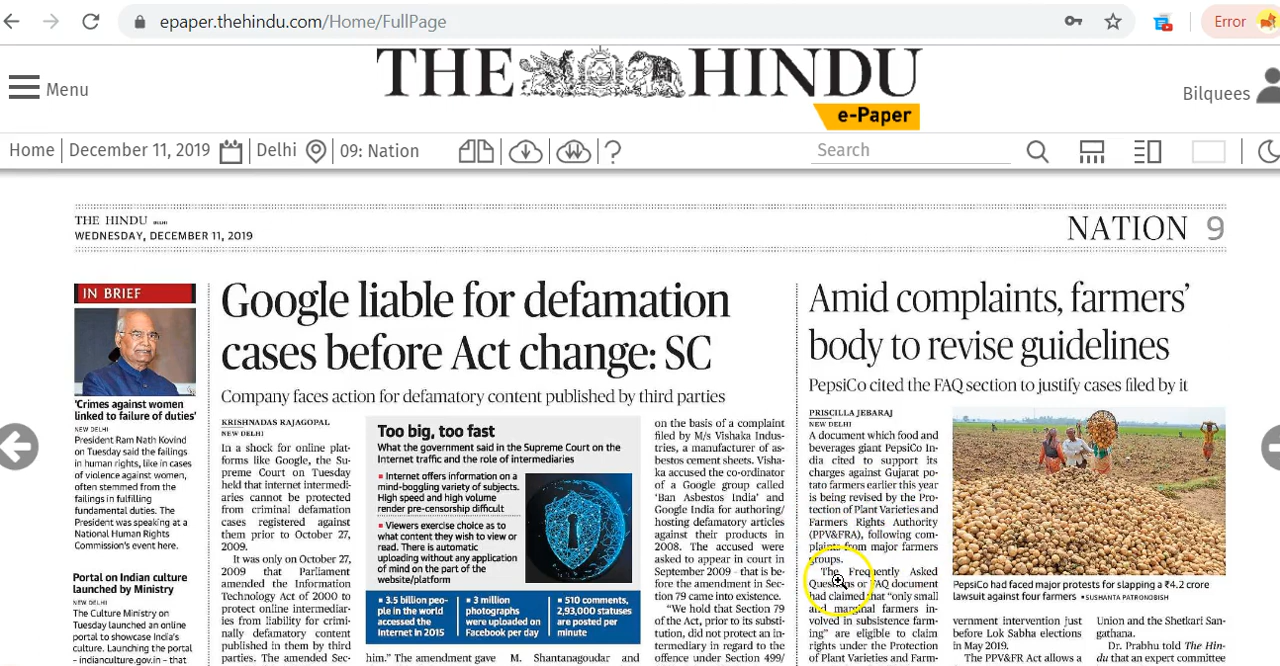 epaper.thehindu.com/Home/FullPage
Error
Menu
THE HINDU
e-Paper
Bilquees
Home
December 11, 2019
Delhi
09: Nation
?
Search
THE HINDU
WEDNESDAY, DECEMBER 11, 2019
NATION 9
IN BRIEF
'Crimes against women
linked to failure of duties'
NEW DELHI
President Ram Nath Kovind
on Tuesday said the failings
in human rights, like in cases
of violence against women,
often stemmed from the
failings in fulfilling
fundamental duties. The
President was speaking at a
National Human Rights
Commission's event here.
Portal on Indian culture
launched by Ministry
NEW DELHI
The Culture Ministry on
Tuesday launched an online
portal to showcase India's
culture. Launching the portal
– indianculture.gov.in – that
Google liable for defamation
cases before Act change: SC
Company faces action for defamatory content published by third parties
KRISHNADAS RAJAGOPAL
NEW DELHI
In a shock for online plat-
forms like Google, the Su-
preme Court on Tuesday
held that internet intermedi-
aries cannot be protected
from criminal defamation
cases registered against
them prior to October 27,
2009.
It was only on October 27,
2009 that Parliament
amended the Information
Technology Act of 2000 to
protect online intermediar-
ies from liability for crimi-
nally defamatory content
published in them by third
parties. The amended Sec-
Too big, too fast
What the government said in the Supreme Court on the
Internet traffic and the role of intermediaries
Internet offers information on a
mind-boggling variety of subjects.
High speed and high volume
render pre-censorship difficult
Viewers exercise choice as to
what content they wish to view or
read. There is automatic
uploading without any application
of mind on the part of the
website/platform
3.5 billion peo-
ple in the world
accessed the
Internet in 2015
3 million
photographs
were uploaded on
Facebook per day
510 comments,
2,93,000 statuses
are posted per
minute
him." The amendment gave
M. Shantanagoudar and
on the basis of a complaint
filed by M/s Vishaka Indus-
tries, a manufacturer of as-
bestos cement sheets. Visha-
ka accused the co-ordinator
of a Google group called
'Ban Asbestos India' and
Google India for authoring/
hosting defamatory articles
against their products in
2008. The accused were
asked to appear in court in
September 2009 – that is be-
fore the amendment in Sec-
tion 79 came into existence.
"We hold that Section 79
of the Act, prior to its substi-
tution, did not protect an in-
termediary in regard to the
offence under Section 499/
Amid complaints, farmers'
body to revise guidelines
PepsiCo cited the FAQ section to justify cases filed by it
PRISCILLA JEBARAJ
NEW DELHI
A document which food and
beverages giant PepsiCo In-
dia cited to support its
charges against Gujarat po-
tato farmers earlier this year
is being revised by the Pro-
tection of Plant Varieties and
Farmers Rights Authority
(PPV&FRA), following com-
plaints from major farmers
groups.
The Frequently Asked
Questions or FAQ document
had claimed that "only small
and marginal farmers in-
volved in subsistence farm-
ing" are eligible to claim
rights under the Protection
of Plant Varieties and Farm-
PepsiCo had faced major protests for slapping a ₹4.2 crore
lawsuit against four farmers ■ SUSHANTA PATRONOBISH
vernment intervention just
before Lok Sabha elections
in May 2019.
The PPV&FR Act allows a
Union and the Shetkari San-
gathana.
Dr. Prabhu told The Hin-
du that an expert commit-